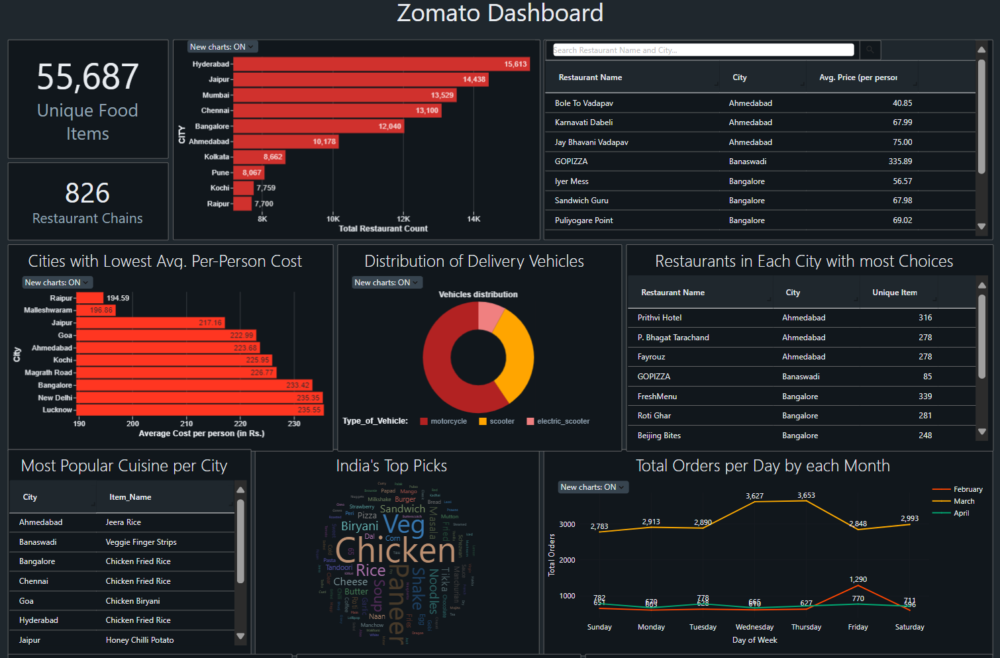 Zomato Dashboard
55,687
Unique Food
Items
826
Restaurant Chains
New charts: ON
CITY
Hyderabad 15,613
Jaipur 14,438
Mumbai 13,529
Chennai 13,100
Bangalore 12,040
Ahmedabad 10,178
Kolkata 8,662
Pune 8,067
Kochi 7,759
Raipur 7,700
8K 10K 12K 14K
Total Restaurant Count
Search Restaurant Name and City...
Restaurant Name City Avg. Price (per person
Bole To Vadapav Ahmedabad 40.85
Karnavati Dabeli Ahmedabad 67.99
Jay Bhavani Vadapav Ahmedabad 75.00
GOPIZZA Banaswadi 335.89
Iyer Mess Bangalore 56.57
Sandwich Guru Bangalore 67.98
Puliyogare Point Bangalore 69.02
Cities with Lowest Avg. Per-Person Cost
New charts: ON
City
Raipur 194.59
Malleshwaram 196.86
Jaipur 217.16
Goa 222.99
Ahmedabad 223.68
Kochi 225.95
Magrath Road 226.77
Bangalore 233.42
New Delhi 235.35
Lucknow 235.55
190 200 210 220 230
Average Cost per person (in Rs.)
Distribution of Delivery Vehicles
New charts: ON
Vehicles distribution
Type_of_Vehicle: motorcycle scooter electric_scooter
Restaurants in Each City with most Choices
Restaurant Name City Unique Item
Prithvi Hotel Ahmedabad 316
P. Bhagat Tarachand Ahmedabad 278
Fayrouz Ahmedabad 278
GOPIZZA Banaswadi 85
FreshMenu Bangalore 339
Roti Ghar Bangalore 281
Beijing Bites Bangalore 248
Most Popular Cuisine per City
City Item_Name
Ahmedabad Jeera Rice
Banaswadi Veggie Finger Strips
Bangalore Chicken Fried Rice
Chennai Chicken Fried Rice
Goa Chicken Biryani
Hyderabad Chicken Fried Rice
Jaipur Honey Chilli Potato
India's Top Picks
Papad Mango
Milkshake Burger
Strawberry Sandwich Bread
Peri Pizza Masala Mutton
Biryani Veg Fried
Dal Corn
Cold 65 Chicken Schezwan
Pasta
Tandoori Rice Paneer Shake Noodles Tikka Manchurian
Cheese Soup
Butter Chocolate
Coffee Roti Garlic Egg
Naan Fries
Manchow
Total Orders per Day by each Month
New charts: ON
February
March
April
Total Orders
3000
2000
1000
2,783 2,913 2,890 3,627 3,653 2,848 2,993
1,290
782 670 778 665 627 770 711
651 603 628 610 596
Sunday Monday Tuesday Wednesday Thursday Friday Saturday
Day of Week